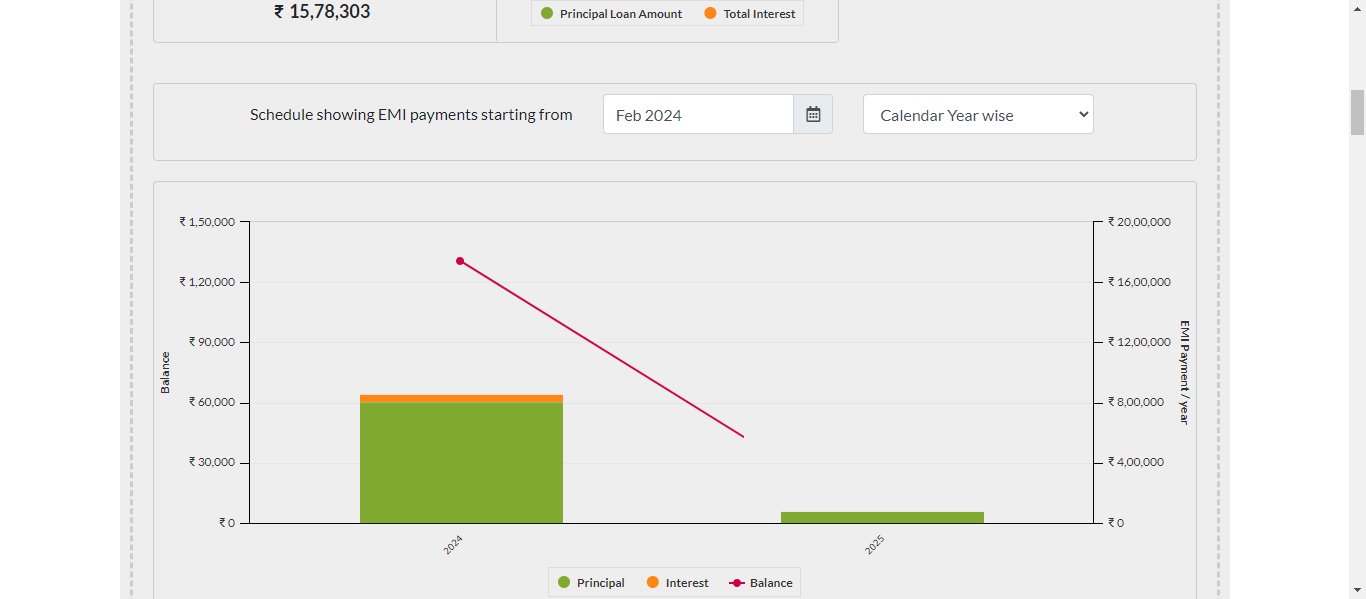 ₹ 15,78,303
Principal Loan Amount
Total Interest
Schedule showing EMI payments starting from
Feb 2024
Calendar Year wise
₹ 1,50,000
₹ 1,20,000
₹ 90,000
₹ 60,000
₹ 30,000
₹ 0
Balance
₹ 20,00,000
₹ 16,00,000
₹ 12,00,000
₹ 8,00,000
₹ 4,00,000
₹ 0
EMI Payment / year
2024
2025
Principal
Interest
Balance